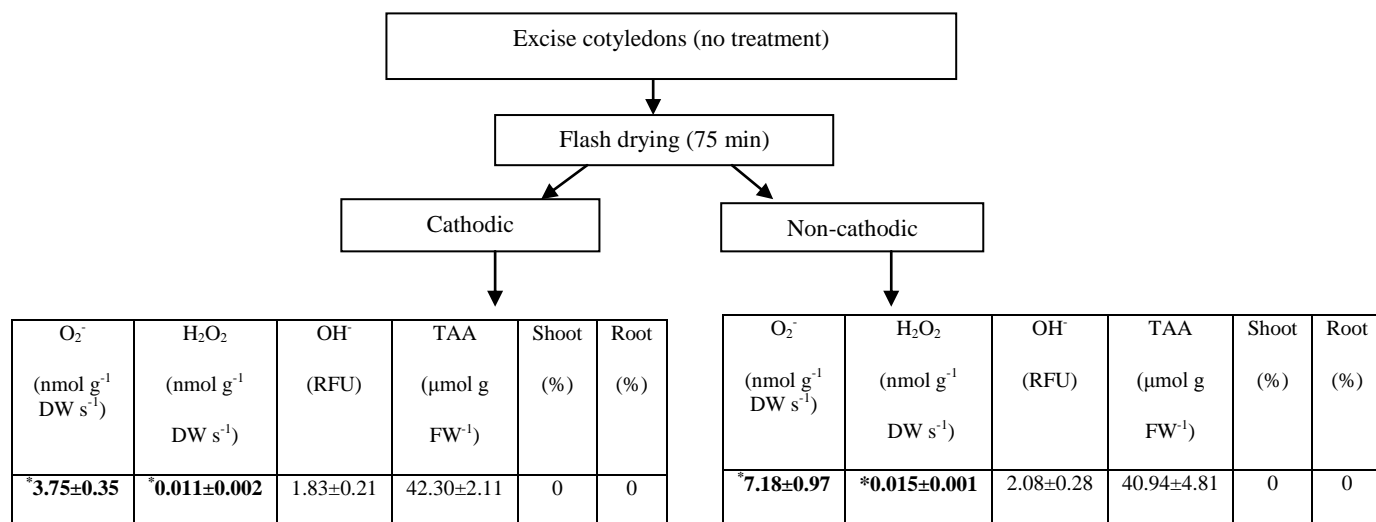 Excise cotyledons (no treatment)
Flash drying (75 min)
Cathodic
Non-cathodic
O₂⁻ (nmol g⁻¹ DW s⁻¹)
H₂O₂ (nmol g⁻¹ DW s⁻¹)
OH⁻ (RFU)
TAA (µmol g FW⁻¹)
Shoot (%)
Root (%)
*3.75±0.35 *0.011±0.002 1.83±0.21 42.30±2.11 0 0
O₂⁻ (nmol g⁻¹ DW s⁻¹)
H₂O₂ (nmol g⁻¹ DW s⁻¹)
OH⁻ (RFU)
TAA (µmol g FW⁻¹)
Shoot (%)
Root (%)
*7.18±0.97 *0.015±0.001 2.08±0.28 40.94±4.81 0 0